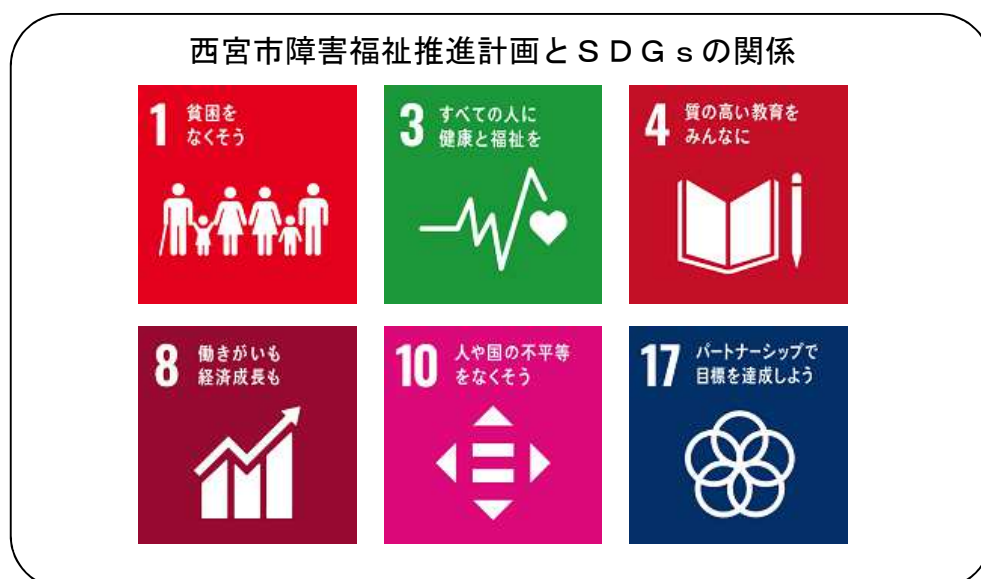 西宮市障害福祉推進計画とＳＤＧｓの関係
1 貧困を
なくそう
3 すべての人に
健康と福祉を
4 質の高い教育を
みんなに
8 働きがいも
経済成長も
10 人や国の不平等
をなくそう
17 パートナーシップで
目標を達成しよう